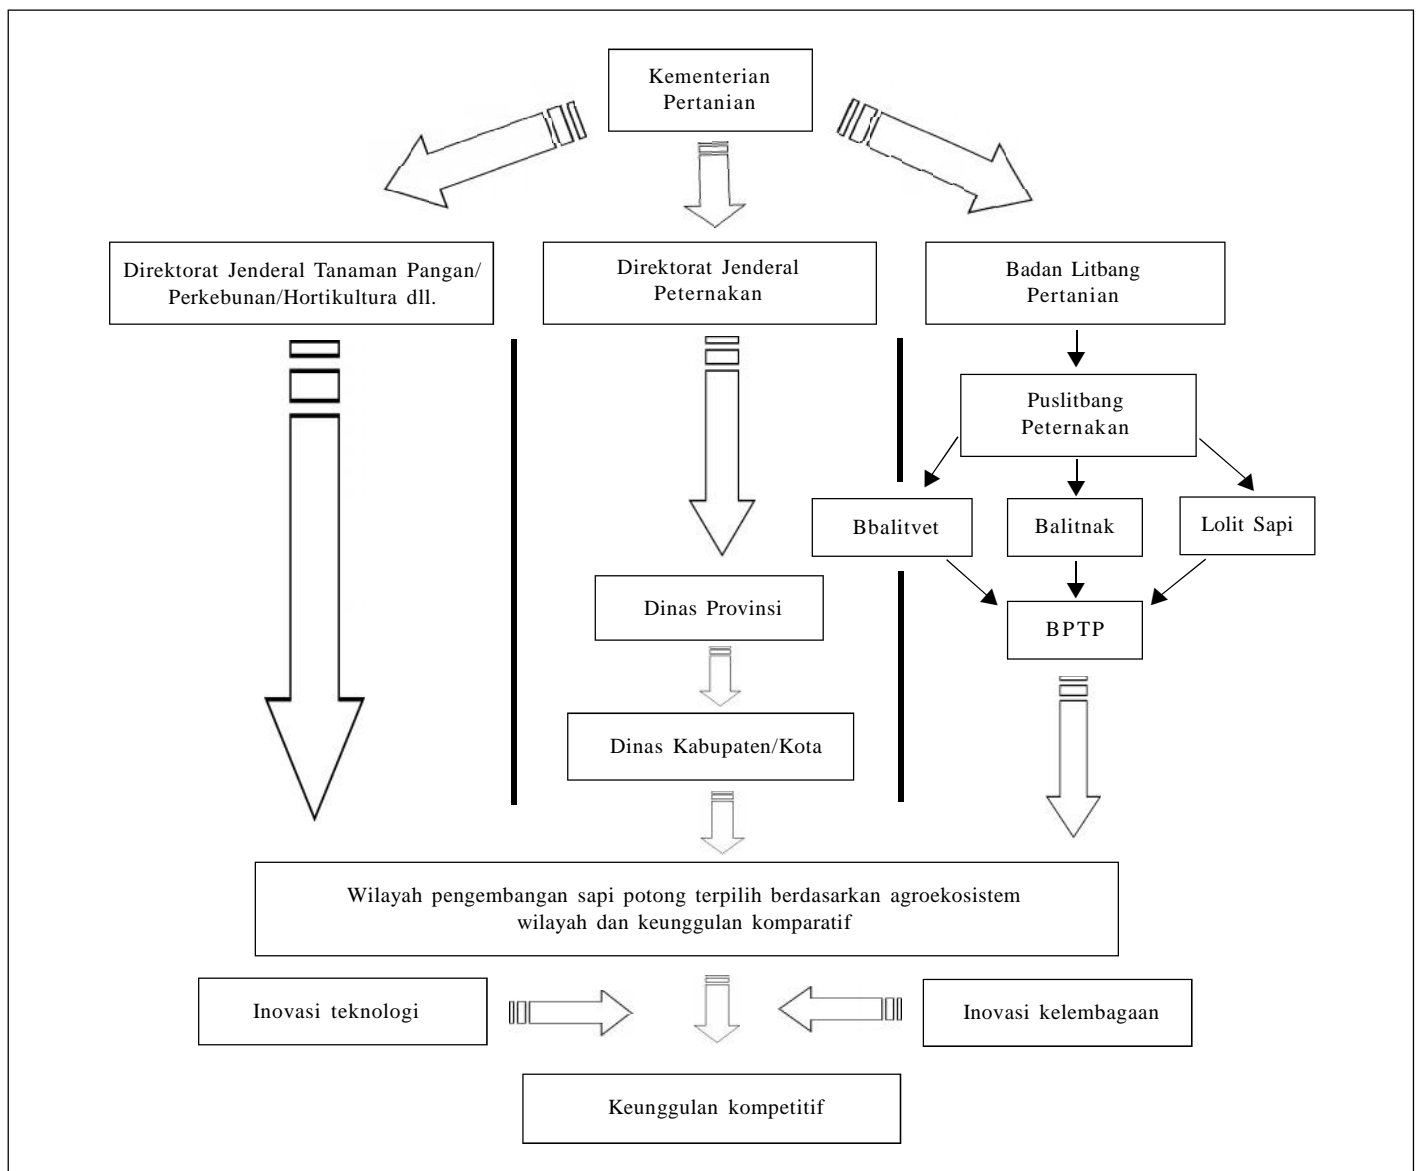 Kementerian
Pertanian
Direktorat Jenderal Tanaman Pangan/
Perkebunan/Hortikultura dll.
Direktorat Jenderal
Peternakan
Badan Litbang
Pertanian
Puslitbang
Peternakan
Bbalitvet
Balitnak
Lolit Sapi
Dinas Provinsi
BPTP
Dinas Kabupaten/Kota
Wilayah pengembangan sapi potong terpilih berdasarkan agroekosistem
wilayah dan keunggulan komparatif
Inovasi teknologi
Inovasi kelembagaan
Keunggulan kompetitif